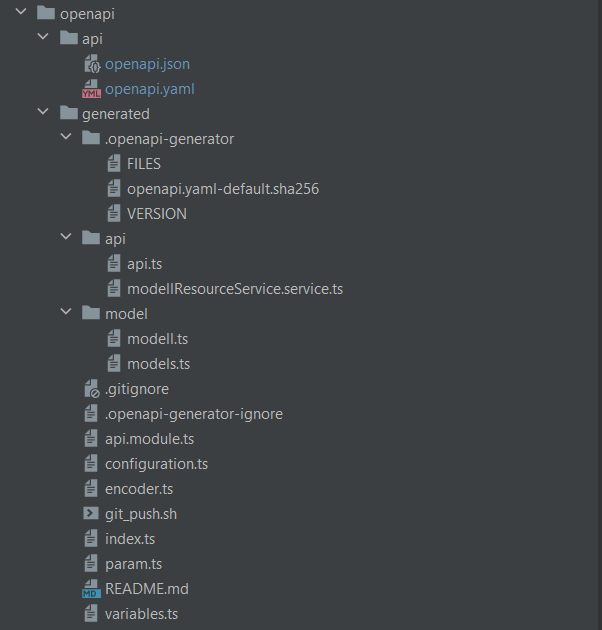 openapi
api
openapi.json
YML openapi.yaml
generated
.openapi-generator
FILES
openapi.yaml-default.sha256
VERSION
api
api.ts
modellResourceService.service.ts
model
modell.ts
models.ts
.gitignore
.openapi-generator-ignore
api.module.ts
configuration.ts
encoder.ts
git_push.sh
index.ts
param.ts
MD README.md
variables.ts